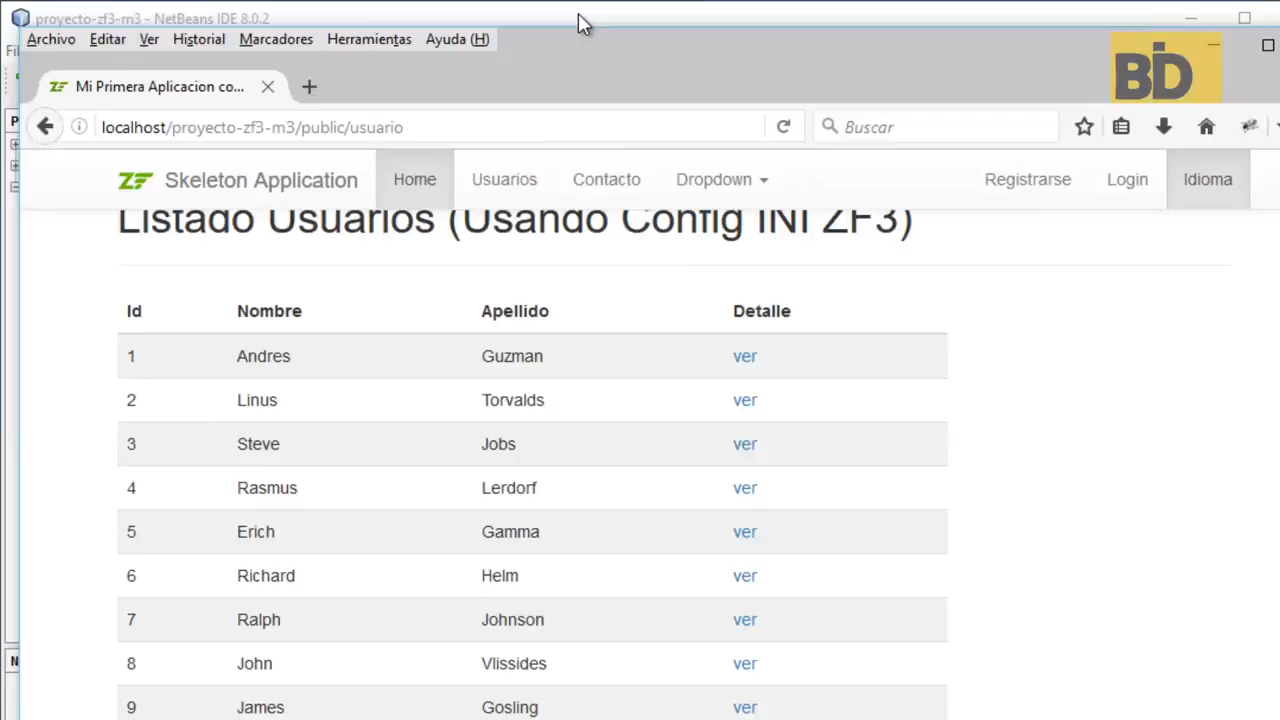 proyecto-zf3-m3 - NetBeans IDE 8.0.2
Archivo Editar Ver Historial Marcadores Herramientas Ayuda (H)
BID
ZF Mi Primera Aplicacion co...
localhost/proyecto-zf3-m3/public/usuario
Buscar
ZF Skeleton Application Home Usuarios Contacto Dropdown Registrarse Login Idioma
Listado Usuarios (Usando Config INI ZF3)
Id Nombre Apellido Detalle
1 Andres Guzman ver
2 Linus Torvalds ver
3 Steve Jobs ver
4 Rasmus Lerdorf ver
5 Erich Gamma ver
6 Richard Helm ver
7 Ralph Johnson ver
8 John Vlissides ver
9 James Gosling ver